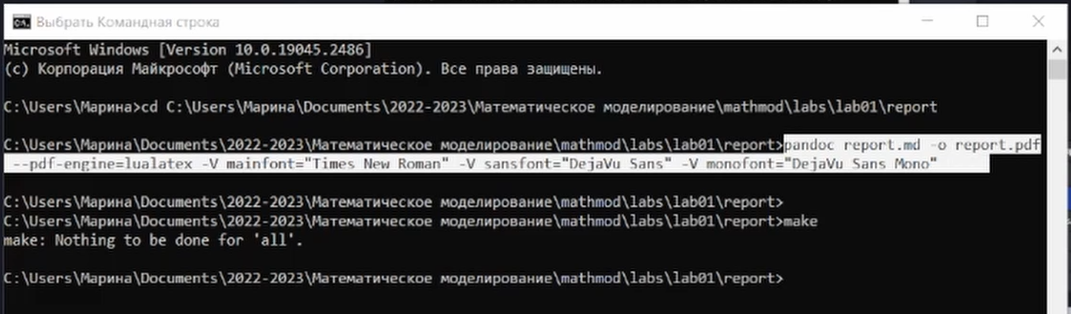 Выбрать Командная строка
Microsoft Windows [Version 10.0.19045.2486]
(c) Корпорация Майкрософт (Microsoft Corporation). Все права защищены.
C:\Users\Марина>cd C:\Users\Марина\Documents\2022-2023\Математическое моделирование\mathmod\labs\lab01\report
C:\Users\Марина\Documents\2022-2023\Математическое моделирование\mathmod\labs\lab01\report>pandoc report.md -o report.pdf
--pdf-engine=lualatex -V mainfont="Times New Roman" -V sansfont="DejaVu Sans" -V monofont="DejaVu Sans Mono"
C:\Users\Марина\Documents\2022-2023\Математическое моделирование\mathmod\labs\lab01\report>
C:\Users\Марина\Documents\2022-2023\Математическое моделирование\mathmod\labs\lab01\report>make
make: Nothing to be done for 'all'.
C:\Users\Марина\Documents\2022-2023\Математическое моделирование\mathmod\labs\lab01\report>